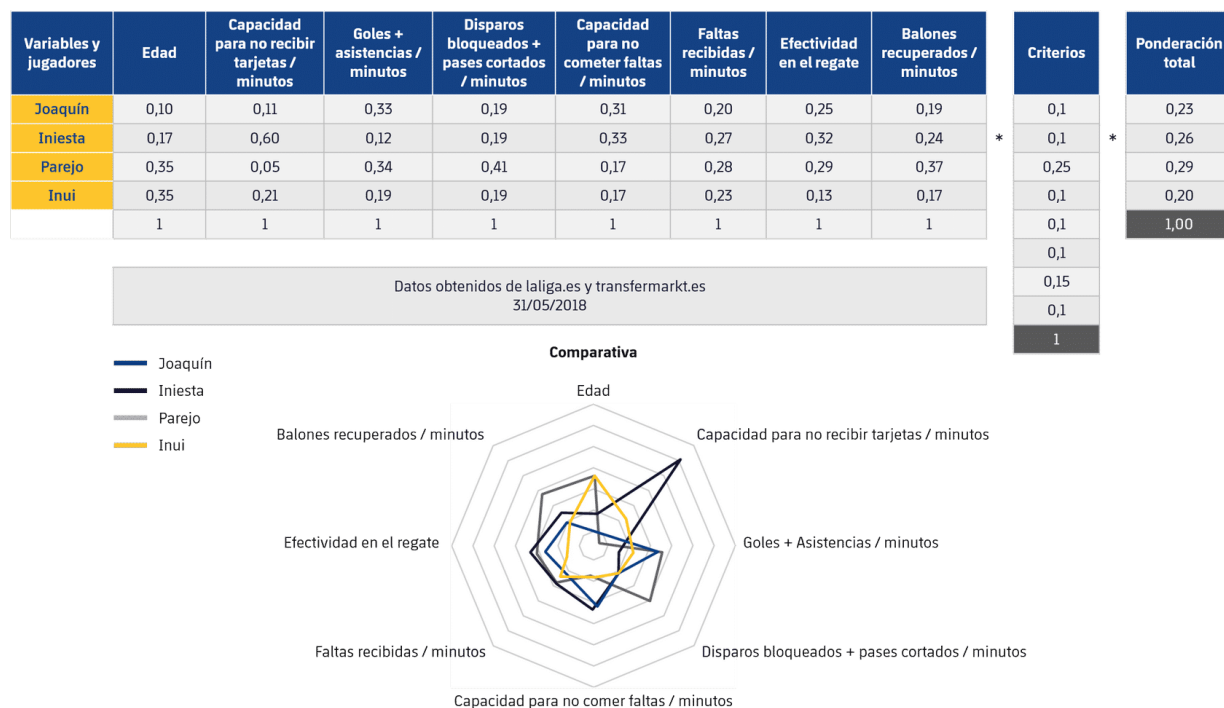 Variables y jugadores | Edad | Capacidad para no recibir tarjetas / minutos | Goles + asistencias / minutos | Disparos bloqueados + pases cortados / minutos | Capacidad para no cometer faltas / minutos | Faltas recibidas / minutos | Efectividad en el regate | Balones recuperados / minutos | Criterios | Ponderación total
Joaquín | 0,10 | 0,11 | 0,33 | 0,19 | 0,31 | 0,20 | 0,25 | 0,19 | 0,1 | 0,23
Iniesta | 0,17 | 0,60 | 0,12 | 0,19 | 0,33 | 0,27 | 0,32 | 0,24 | * | 0,1 | * | 0,26
Parejo | 0,35 | 0,05 | 0,34 | 0,41 | 0,17 | 0,28 | 0,29 | 0,37 | 0,25 | 0,29
Inui | 0,35 | 0,21 | 0,19 | 0,19 | 0,17 | 0,23 | 0,13 | 0,17 | 0,1 | 0,20
1 | 1 | 1 | 1 | 1 | 1 | 1 | 1 | 0,1 | 1,00
0,1
0,15
0,1
1
Datos obtenidos de laliga.es y transfermarkt.es
31/05/2018
Comparativa
Joaquín
Iniesta
Parejo
Inui
Edad
Capacidad para no recibir tarjetas / minutos
Goles + Asistencias / minutos
Disparos bloqueados + pases cortados / minutos
Capacidad para no comer faltas / minutos
Faltas recibidas / minutos
Efectividad en el regate
Balones recuperados / minutos